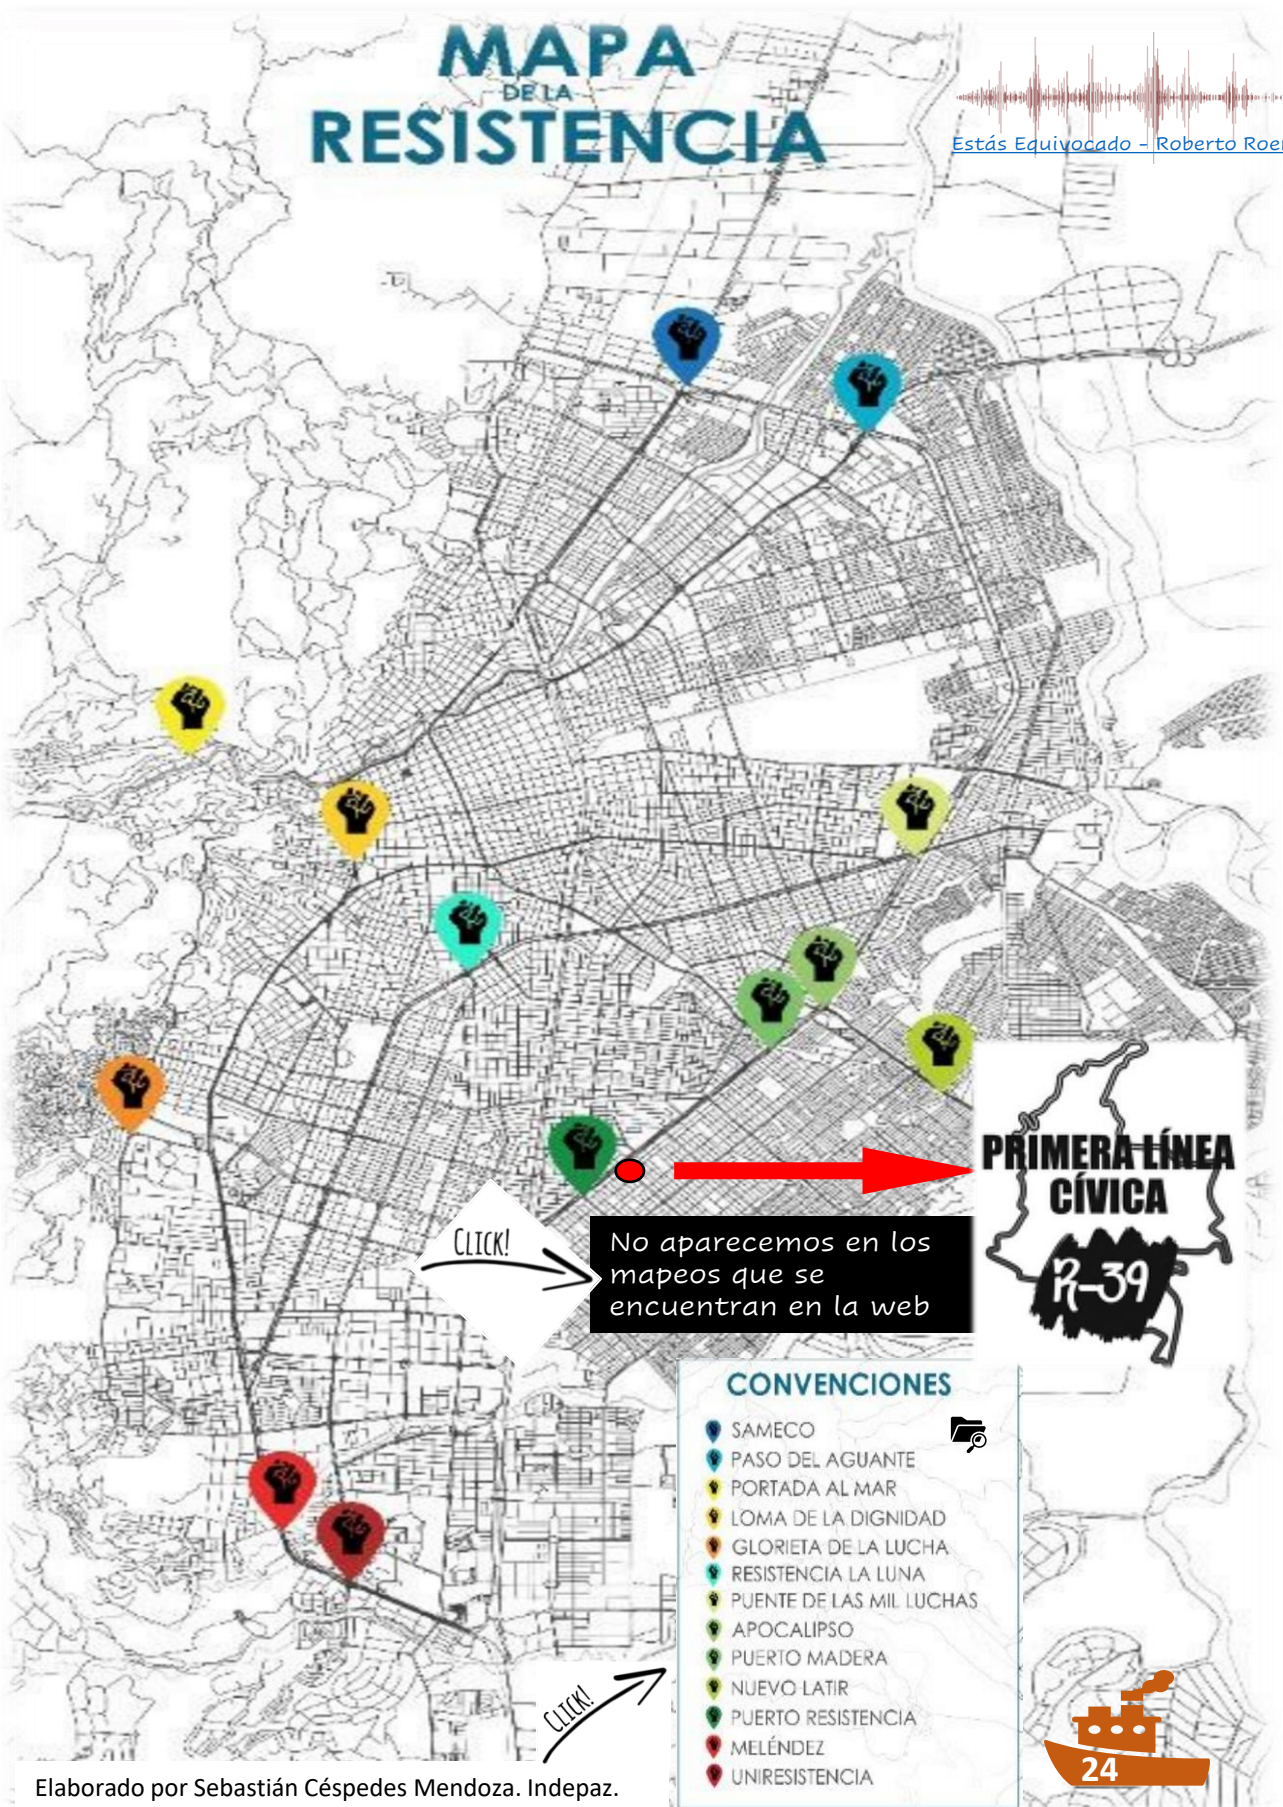 MAPA
DE LA
RESISTENCIA
Estás Equivocado - Roberto Roe
PRIMERA LÍNEA
CÍVICA
R-39
CLICK!
No aparecemos en los
mapeos que se
encuentran en la web
CONVENCIONES
SAMECO
PASO DEL AGUANTE
PORTADA AL MAR
LOMA DE LA DIGNIDAD
GLORIETA DE LA LUCHA
RESISTENCIA LA LUNA
PUENTE DE LAS MIL LUCHAS
APOCALIPSO
PUERTO MADERA
NUEVO LATIR
PUERTO RESISTENCIA
MELÉNDEZ
UNIRESISTENCIA
CLICK!
24
Elaborado por Sebastián Céspedes Mendoza. Indepaz.